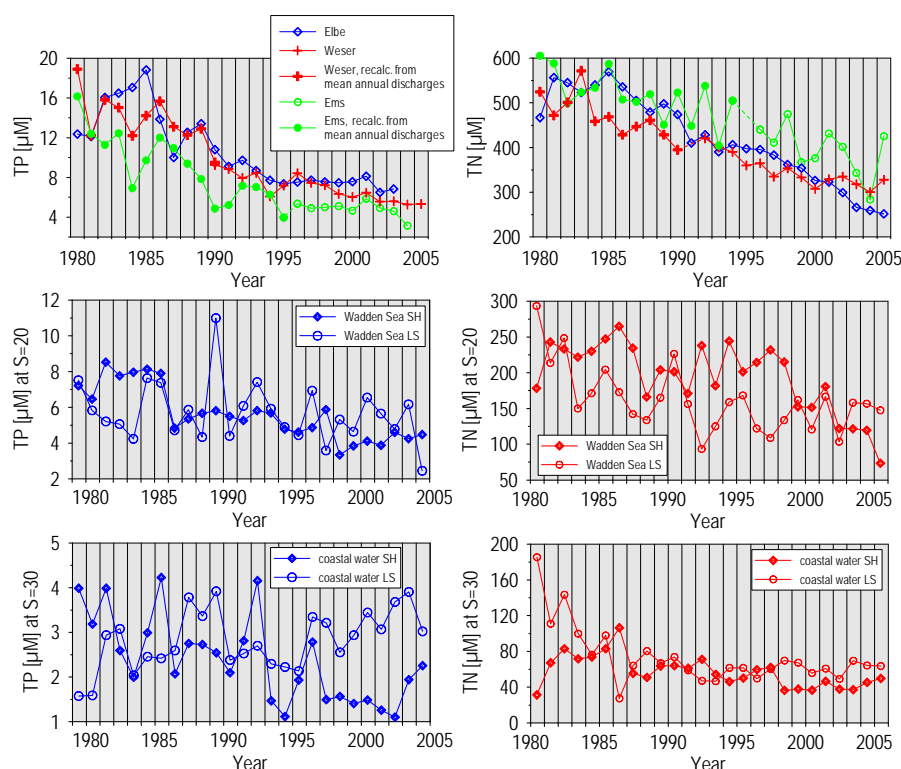 Elbe
Weser
Weser, recalc. from
mean annual discharges
Ems
Ems, recalc. from
mean annual discharges
TP [µM]
20
16
12
8
4
1980 1985 1990 1995 2000 2005
Year
TN [µM]
600
500
400
300
200
1980 1985 1990 1995 2000 2005
Year
TP [µM] at S=20
12
10
8
6
4
2
Wadden Sea SH
Wadden Sea LS
1980 1985 1990 1995 2000 2005
Year
TN [µM] at S=20
300
250
200
150
100
50
Wadden Sea SH
Wadden Sea LS
1980 1985 1990 1995 2000 2005
Year
TP [µM] at S=30
5
4
3
2
1
coastal water SH
coastal water LS
1980 1985 1990 1995 2000 2005
Year
TN [µM] at S=30
200
160
120
80
40
0
coastal water SH
coastal water LS
1980 1985 1990 1995 2000 2005
Year